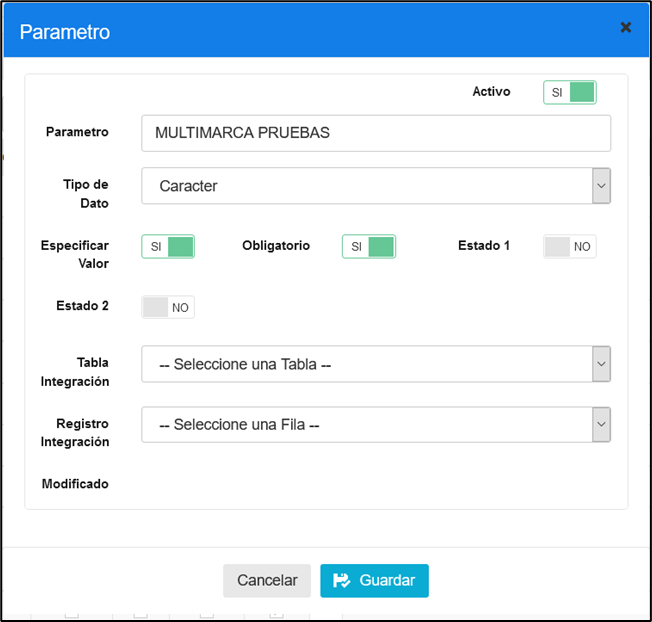 Parametro
Activo SI
Parametro MULTIMARCA PRUEBAS
Tipo de
Dato
Caracter
Especificar
Valor
SI
Obligatorio SI
Estado 1 NO
Estado 2 NO
Tabla
Integración
-- Seleccione una Tabla --
Registro
Integración
-- Seleccione una Fila --
Modificado
Cancelar
Guardar